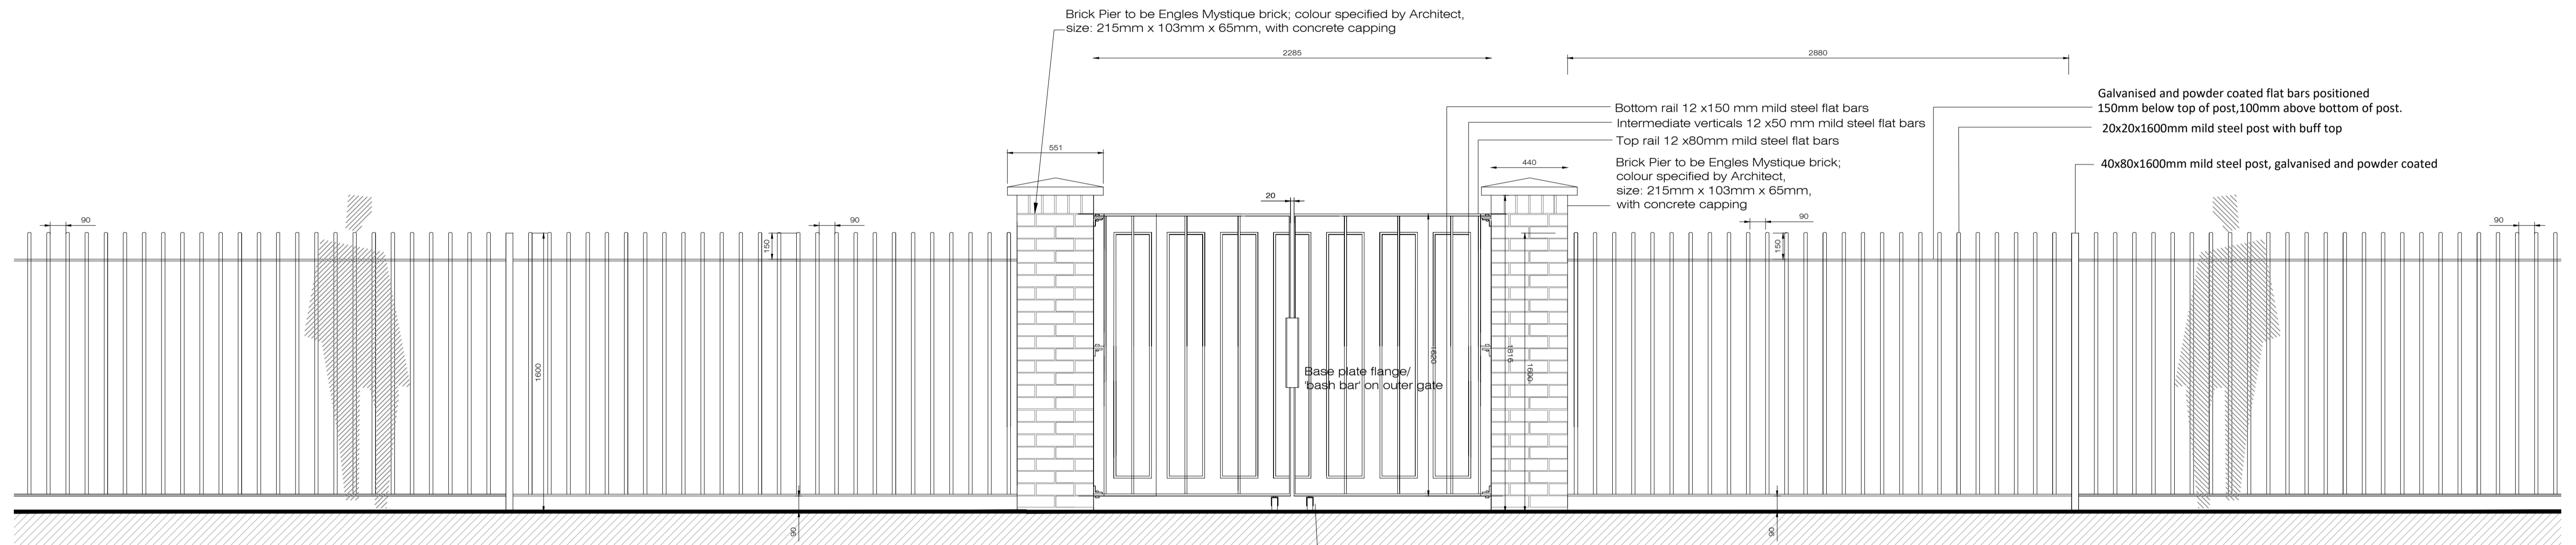 Brick Pier to be Engles Mystique brick; colour specified by Architect,
size: 215mm x 103mm x 65mm, with concrete capping
2285
2880
Galvanised and powder coated flat bars positioned
150mm below top of post,100mm above bottom of post.
Bottom rail 12 x150 mm mild steel flat bars
Intermediate verticals 12 x50 mm mild steel flat bars
20x20x1600mm mild steel post with buff top
Top rail 12 x80mm mild steel flat bars
551
440
Brick Pier to be Engles Mystique brick;
colour specified by Architect,
size: 215mm x 103mm x 65mm,
with concrete capping
40x80x1600mm mild steel post, galvanised and powder coated
20
90
90
90
90
150
150
1600
1620
1816
1600
Base plate flange/
'bash bar' on outer gate
90
90